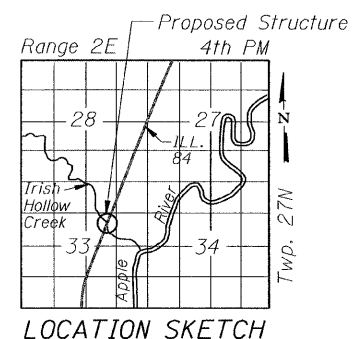 Proposed Structure
Range 2E
4th PM
28
27
ILL.
84
N
Irish
Hollow
Creek
River
33
34
Apple
Twp. 27N
LOCATION SKETCH